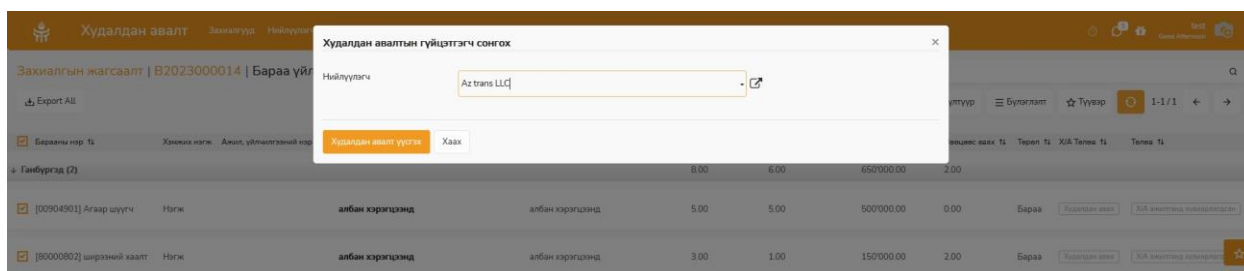 Худалдан авалт Захиалгууд
test
Good Afternoon
Худалдан авалтын гүйцэтгэгч сонгох ×
Захиалгын жагсаалт | B2023000014 | Бараа үйл
Нийлүүлэгч Az trans LLC
Export All
Бүлэглэлт Түүвэр 1-1 / 1
Худалдан авалт үүсгэх Хаах
Барааны нэр Хэмжих нэгж Ажил, үйлчилгээний нэр
Төрөл Х/А Төлөв Төлөв
Ганбүргэд (2) 8.00 6.00 650'000.00 2.00
[00904901] Агаар шүүгч Нэгж албан хэрэгцээнд албан хэрэгцээнд 5.00 5.00 500'000.00 0.00 Бараа Худалдан авах
[80000802] ширээний хаалт Нэгж албан хэрэгцээнд албан хэрэгцээнд 3.00 1.00 150'000.00 2.00 Бараа Худалдан авах